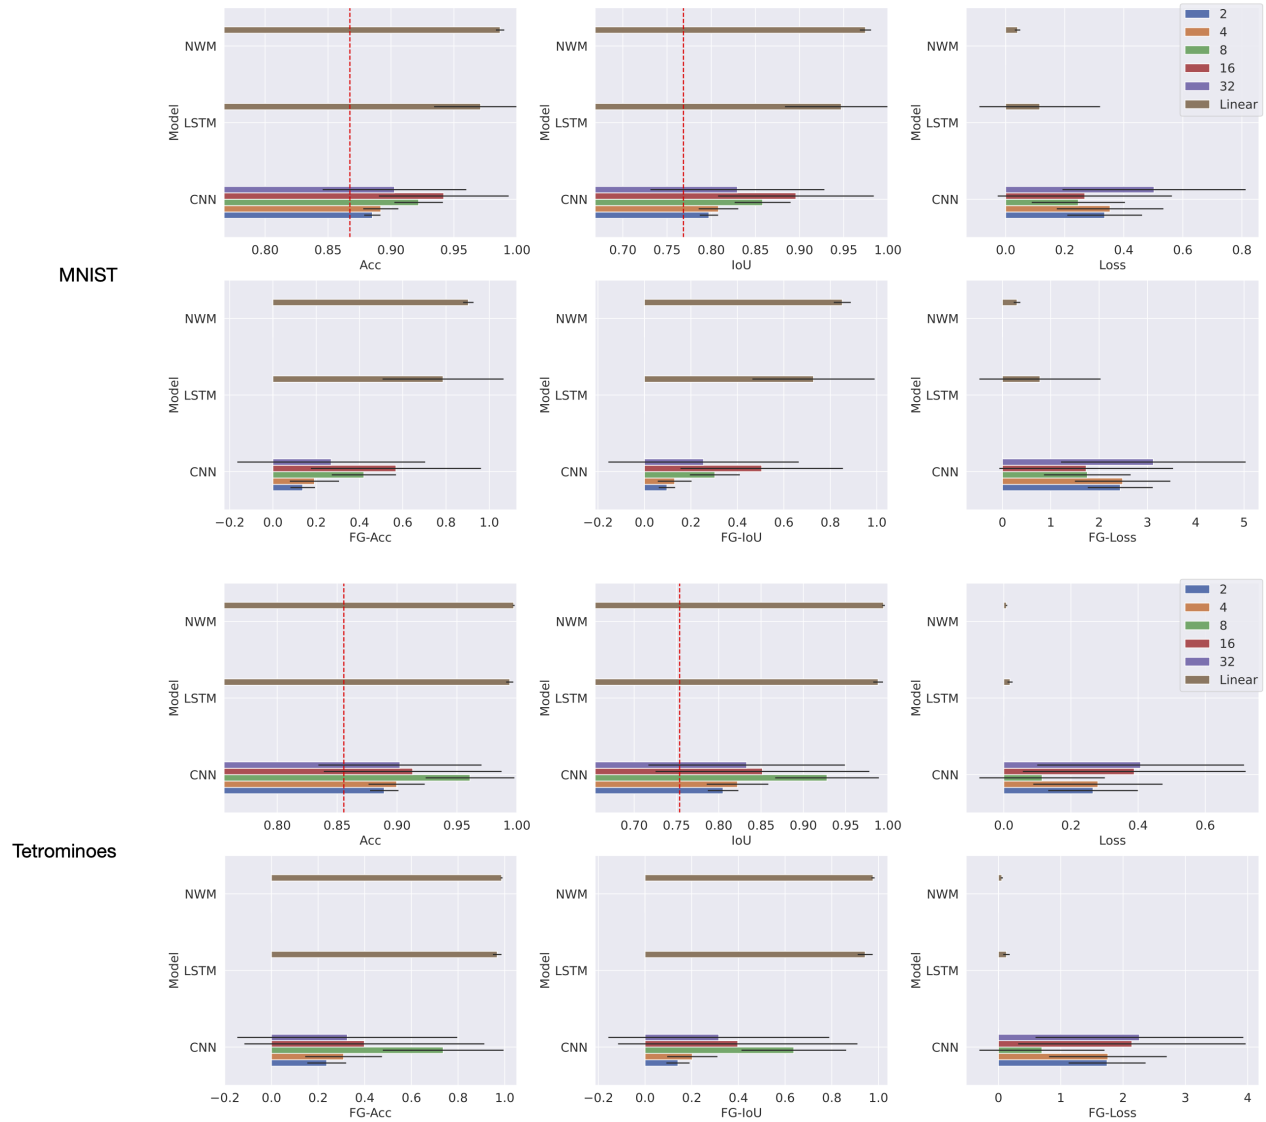 MNIST
Model
NWM
LSTM
CNN
0.80 0.85 0.90 0.95 1.00
Acc
Model
NWM
LSTM
CNN
0.70 0.75 0.80 0.85 0.90 0.95 1.00
IoU
Model
NWM
LSTM
CNN
0.0 0.2 0.4 0.6 0.8
Loss
2
4
8
16
32
Linear
Model
NWM
LSTM
CNN
−0.2 0.0 0.2 0.4 0.6 0.8 1.0
FG-Acc
Model
NWM
LSTM
CNN
−0.2 0.0 0.2 0.4 0.6 0.8 1.0
FG-IoU
Model
NWM
LSTM
CNN
0 1 2 3 4 5
FG-Loss
Tetrominoes
Model
NWM
LSTM
CNN
0.80 0.85 0.90 0.95 1.00
Acc
Model
NWM
LSTM
CNN
0.70 0.75 0.80 0.85 0.90 0.95 1.00
IoU
Model
NWM
LSTM
CNN
0.0 0.2 0.4 0.6
Loss
2
4
8
16
32
Linear
Model
NWM
LSTM
CNN
−0.2 0.0 0.2 0.4 0.6 0.8 1.0
FG-Acc
Model
NWM
LSTM
CNN
−0.2 0.0 0.2 0.4 0.6 0.8 1.0
FG-IoU
Model
NWM
LSTM
CNN
0 1 2 3 4
FG-Loss